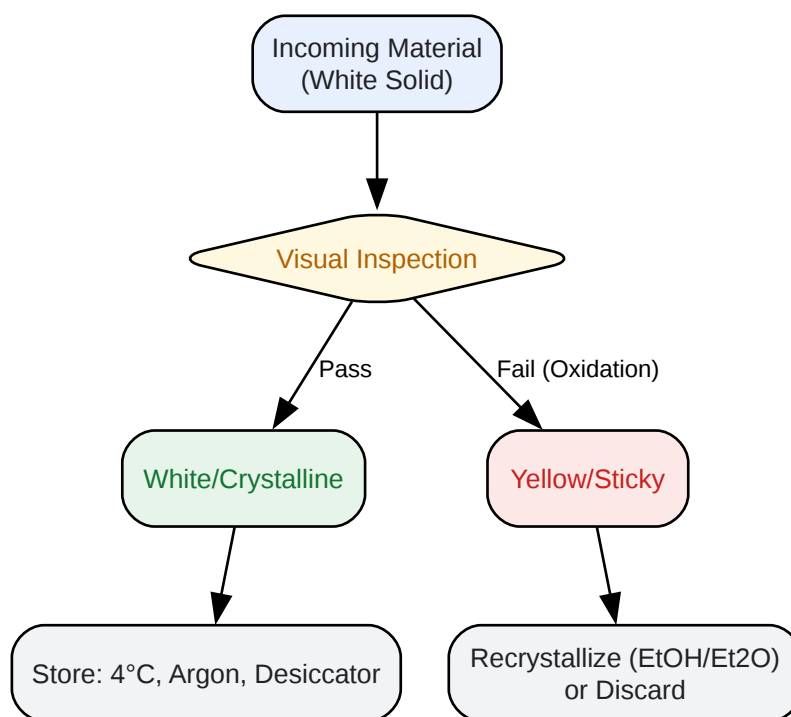 Incoming Material
(White Solid)
Visual Inspection
Pass
Fail (Oxidation)
White/Crystalline
Yellow/Sticky
Store: 4°C, Argon, Desiccator
Recrystallize (EtOH/Et2O)
or Discard